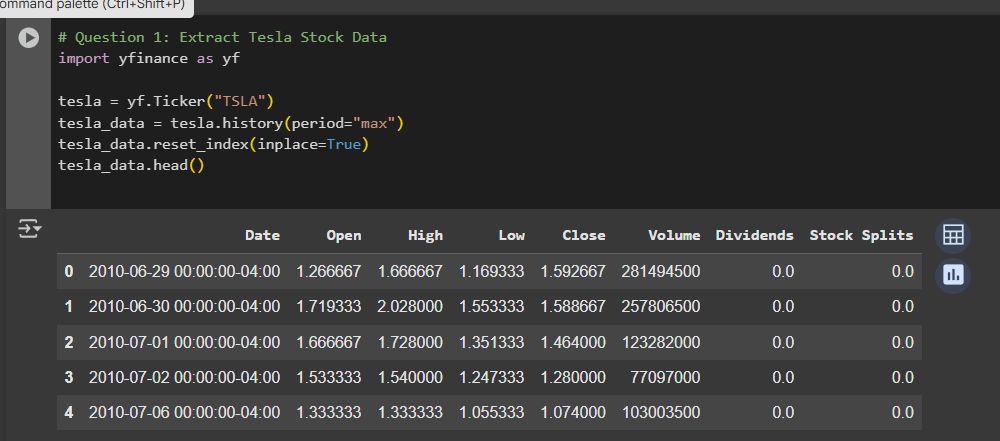 ommand palette (Ctrl+Shift+P)
# Question 1: Extract Tesla Stock Data
import yfinance as yf
tesla = yf.Ticker("TSLA")
tesla_data = tesla.history(period="max")
tesla_data.reset_index(inplace=True)
tesla_data.head()
Date Open High Low Close Volume Dividends Stock Splits
0 2010-06-29 00:00:00-04:00 1.266667 1.666667 1.169333 1.592667 281494500 0.0 0.0
1 2010-06-30 00:00:00-04:00 1.719333 2.028000 1.553333 1.588667 257806500 0.0 0.0
2 2010-07-01 00:00:00-04:00 1.666667 1.728000 1.351333 1.464000 123282000 0.0 0.0
3 2010-07-02 00:00:00-04:00 1.533333 1.540000 1.247333 1.280000 77097000 0.0 0.0
4 2010-07-06 00:00:00-04:00 1.333333 1.333333 1.055333 1.074000 103003500 0.0 0.0